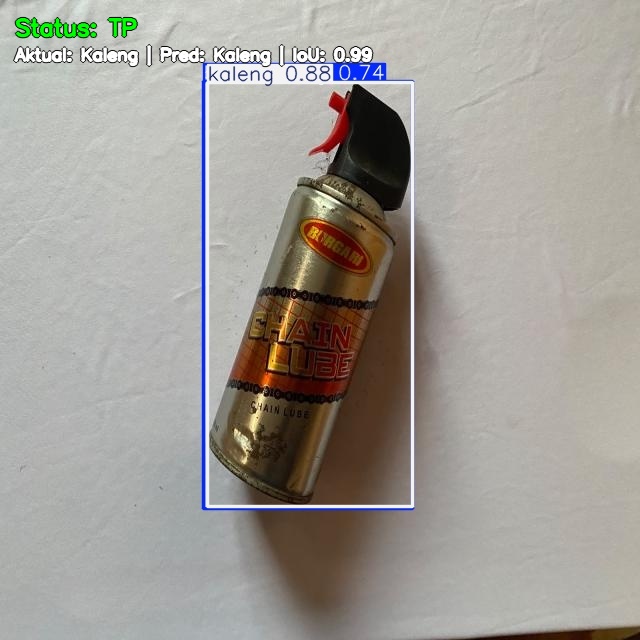 Status: TP
Aktual: Kaleng | Pred: Kaleng | IoU: 0.99
kaleng 0.88 0.74
CHAIN
LUBE
CHAIN LUBE